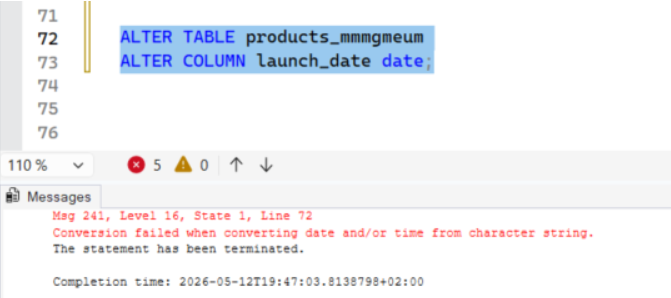 71
72 ALTER TABLE products_mmmgmeum
73 ALTER COLUMN launch_date date;
74
75
76
110 % 5 0
Messages
Msg 241, Level 16, State 1, Line 72
Conversion failed when converting date and/or time from character string.
The statement has been terminated.
Completion time: 2026-05-12T19:47:03.8138798+02:00